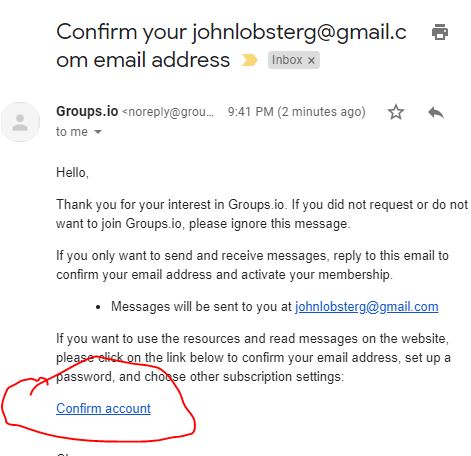 Confirm your johnlobsterg@gmail.c
om email address Inbox x
Groups.io <noreply@grou... 9:41 PM (2 minutes ago)
to me
Hello,
Thank you for your interest in Groups.io. If you did not request or do not
want to join Groups.io, please ignore this message.
If you only want to send and receive messages, reply to this email to
confirm your email address and activate your membership.
• Messages will be sent to you at johnlobsterg@gmail.com
If you want to use the resources and read messages on the website,
please click on the link below to confirm your email address, set up a
password, and choose other subscription settings:
Confirm account